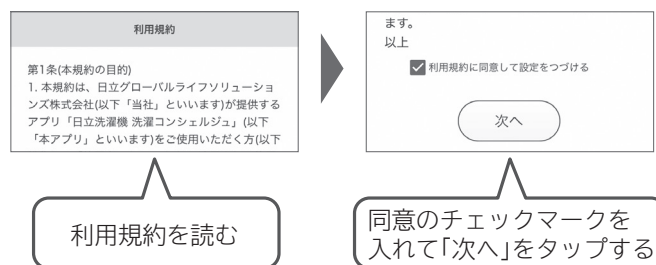 利用規約
第1条(本規約の目的)
1. 本規約は、日立グローバルライフソリューショ
ンズ株式会社(以下「当社」といいます)が提供する
アプリ「日立洗濯機 洗濯コンシェルジュ」(以下
「本アプリ」といいます)をご使用いただく方(以下
利用規約を読む
ます。
以上
利用規約に同意して設定をつづける
次へ
同意のチェックマークを
入れて「次へ」をタップする